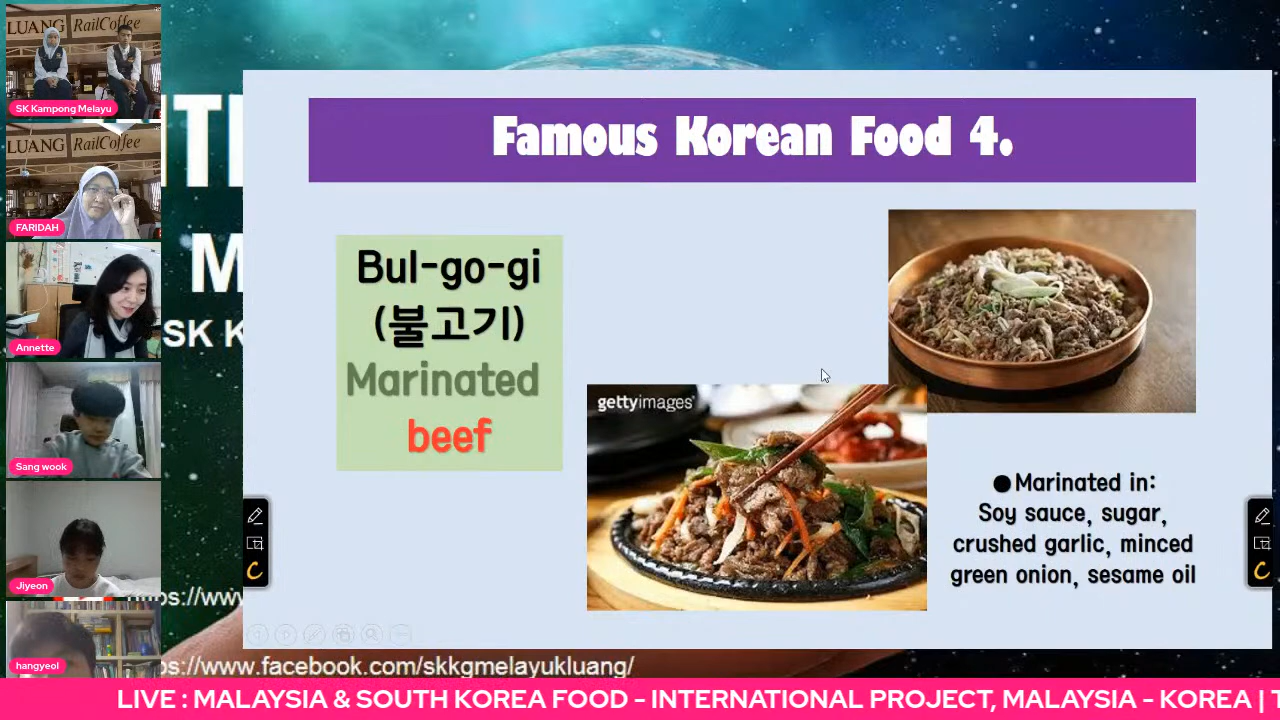 LUANG RailCoffee
SK Kampong Melayu
LUANG RailCoffee
FARIDAH
Annette
Sang wook
Jiyeon
hangyeol
M
SK K
Famous Korean Food 4.
Bul-go-gi
(불고기)
Marinated
beef
gettyimages
●Marinated in:
Soy sauce, sugar,
crushed garlic, minced
green onion, sesame oil
ps://www.facebook.com/skkgmelayukluang/
LIVE : MALAYSIA & SOUTH KOREA FOOD - INTERNATIONAL PROJECT, MALAYSIA - KOREA | T